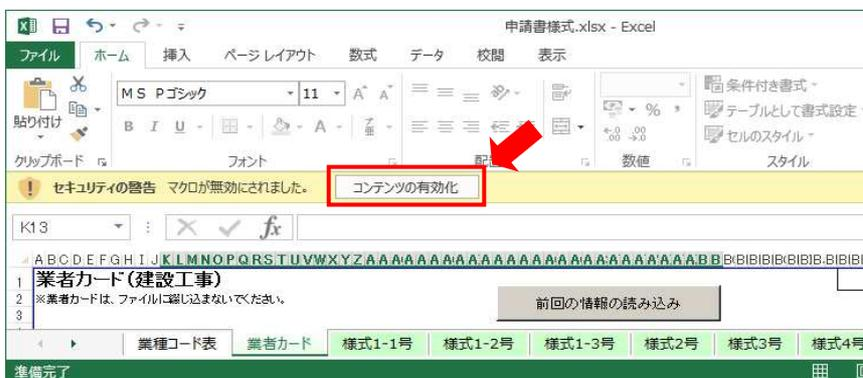 申請書様式.xlsx - Excel
ファイル ホーム 挿入 ページ レイアウト 数式 データ 校閲 表示
MS Pゴシック 11 A A 条件付き書式
貼り付け B I U A % , テーブルとして書式設定
セルのスタイル
クリップボード フォント 数値 スタイル
セキュリティの警告 マクロが無効にされました。 コンテンツの有効化
K13 fx
A B C D E F G H I J K L M N O P Q R S T U V W X Y Z
1 業者カード(建設工事)
2 ※業者カードは、ファイルに綴じ込まないでください。 前回の情報の読み込み
3
業種コード表 業者カード 様式1-1号 様式1-2号 様式1-3号 様式2号 様式3号 様式4号
準備完了